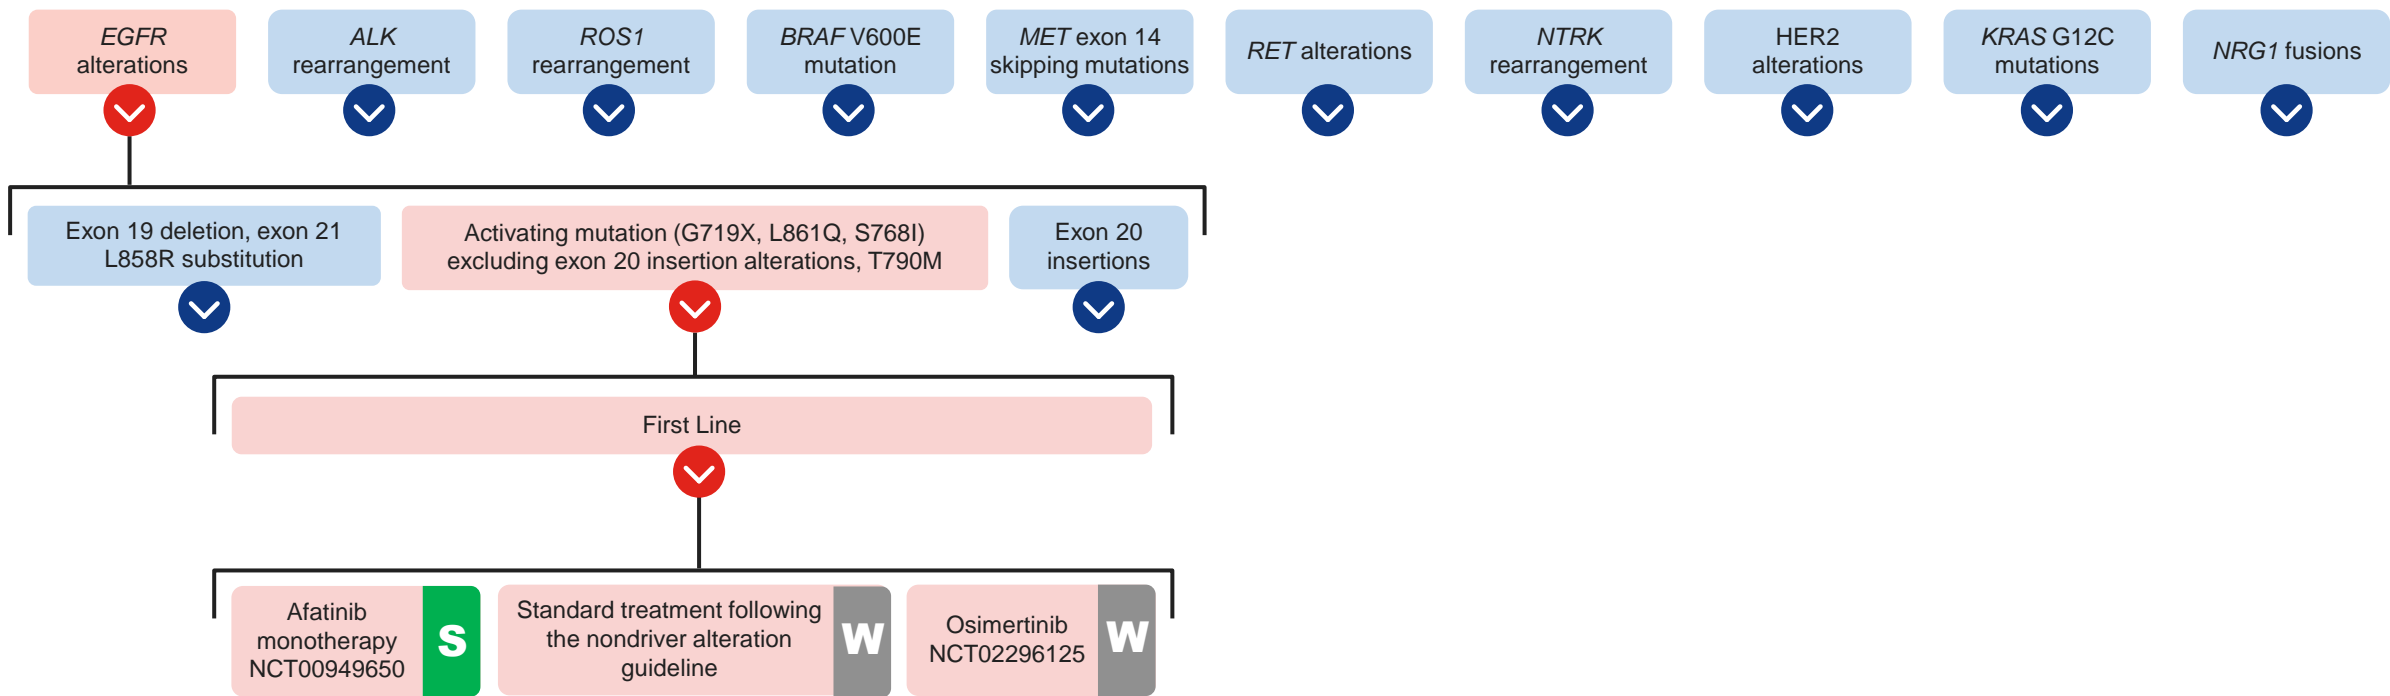 EGFR
alterations
ALK
rearrangement
ROS1
rearrangement
BRAF V600E
mutation
MET exon 14
skipping mutations
RET alterations
NTRK
rearrangement
HER2
alterations
KRAS G12C
mutations
NRG1 fusions
Exon 19 deletion, exon 21
L858R substitution
Activating mutation (G719X, L861Q, S768I)
excluding exon 20 insertion alterations, T790M
Exon 20
insertions
First Line
Afatinib
monotherapy
NCT00949650
S
Standard treatment following
the nondriver alteration
guideline
W
Osimertinib
NCT02296125
W